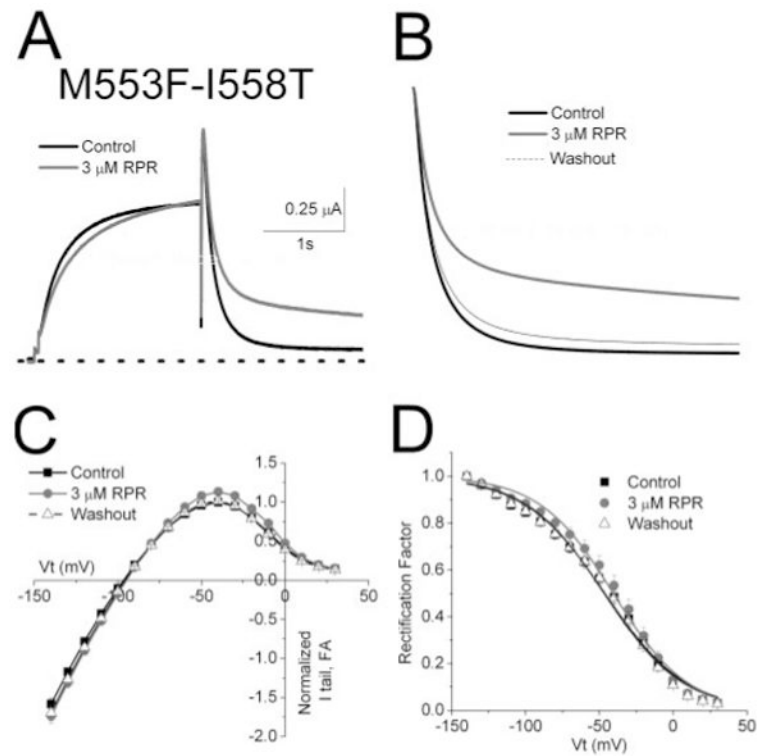 A
B
M553F-I558T
Control
3 μM RPR
0.25 μA
1s
Control
3 μM RPR
Washout
C
D
Control
3 μM RPR
Washout
Vt (mV)
1.5
1.0
0.5
0.0
-0.5
-1.0
-1.5
-2.0
-150
-100
-50
0
50
Normalized
I tail, FA
Control
3 μM RPR
Washout
Rectification Factor
1.0
0.8
0.6
0.4
0.2
0.0
-150
-100
-50
0
50
Vt (mV)